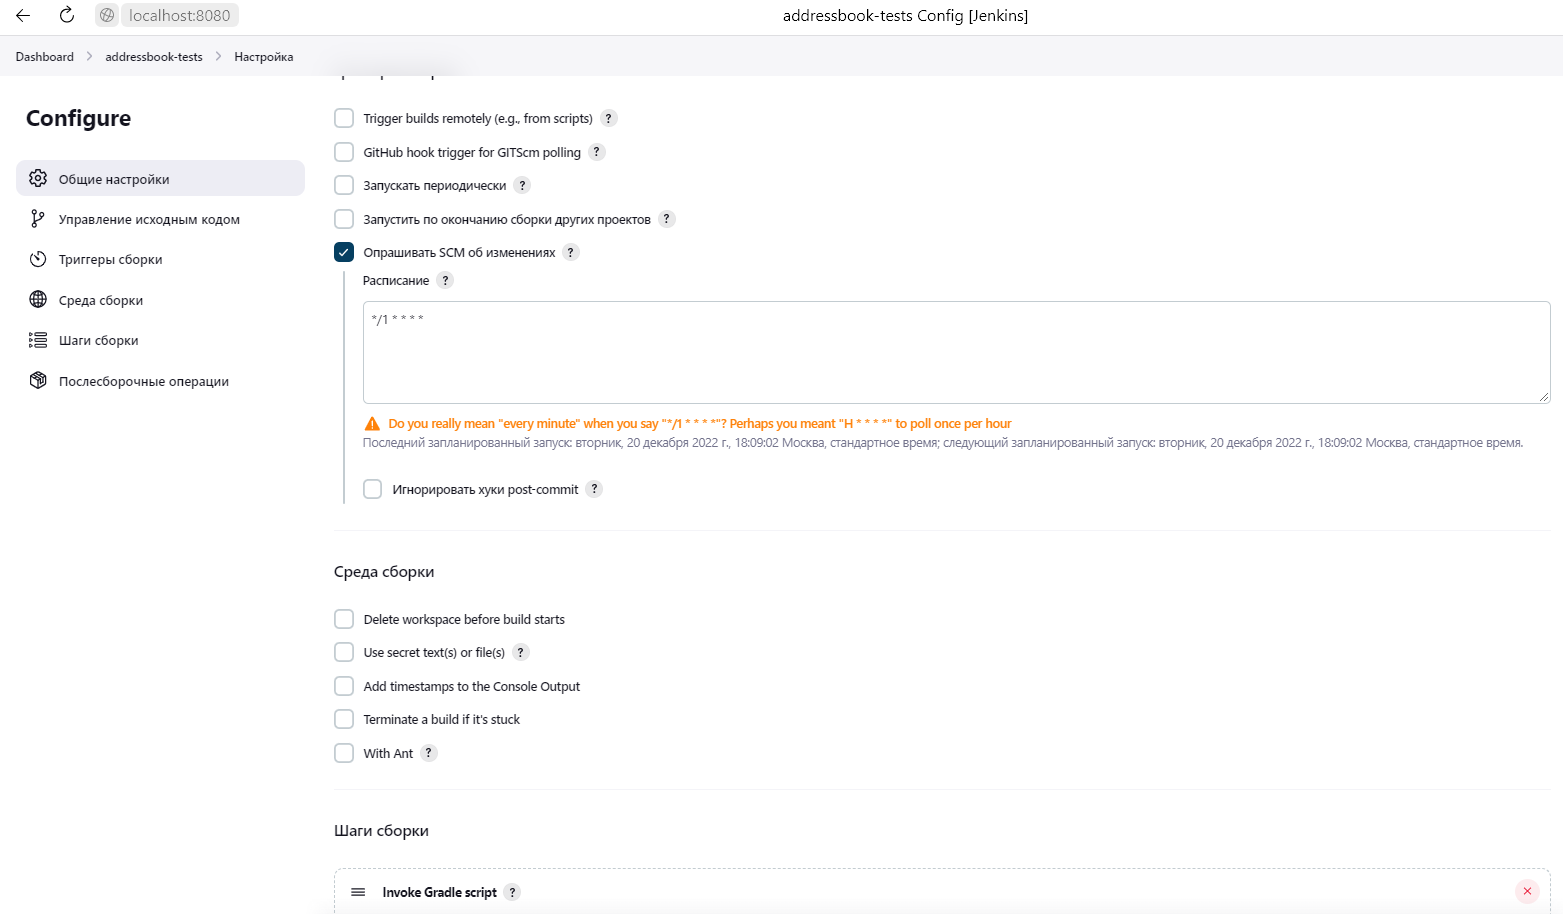 localhost:8080
addressbook-tests Config [Jenkins]
Dashboard
addressbook-tests
Настройка
Configure
Общие настройки
Управление исходным кодом
Триггеры сборки
Среда сборки
Шаги сборки
Послесборочные операции
Trigger builds remotely (e.g., from scripts) ?
GitHub hook trigger for GITScm polling ?
Запускать периодически ?
Запустить по окончанию сборки других проектов ?
Опрашивать SCM об изменениях ?
Расписание ?
*/1 * * * *
Do you really mean "every minute" when you say "*/1 * * * *"? Perhaps you meant "H * * * *" to poll once per hour
Последний запланированный запуск: вторник, 20 декабря 2022 г., 18:09:02 Москва, стандартное время; следующий запланированный запуск: вторник, 20 декабря 2022 г., 18:09:02 Москва, стандартное время.
Игнорировать хуки post-commit ?
Среда сборки
Delete workspace before build starts
Use secret text(s) or file(s) ?
Add timestamps to the Console Output
Terminate a build if it's stuck
With Ant ?
Шаги сборки
Invoke Gradle script ?